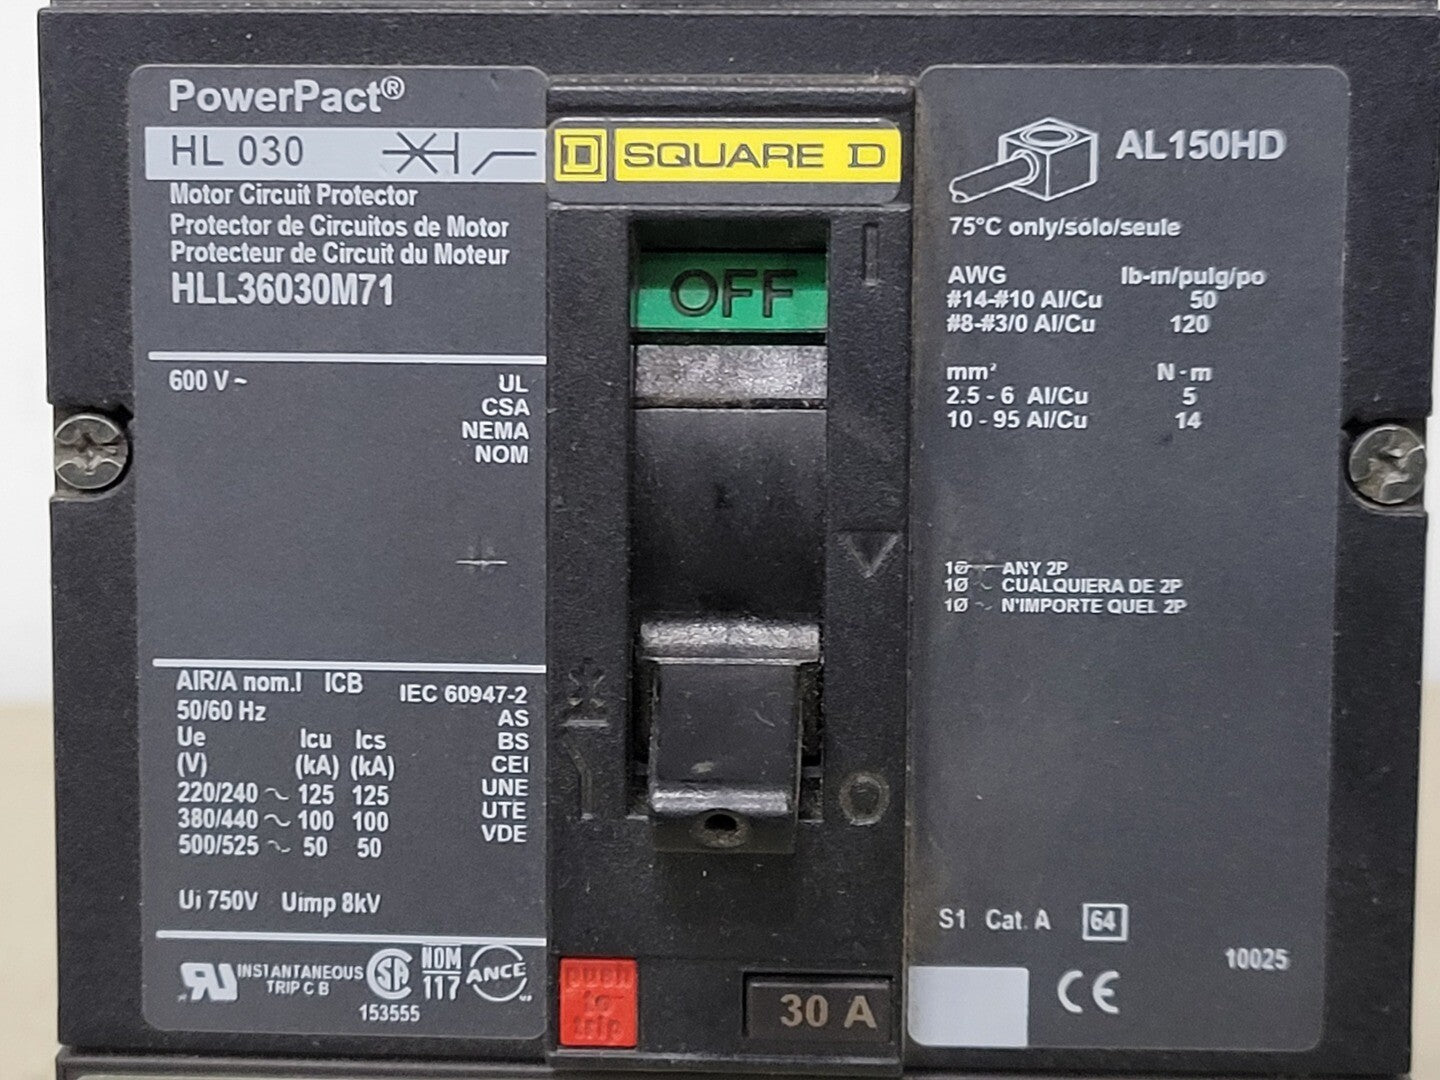 PowerPact®
HL 030
Motor Circuit Protector
Protector de Circuitos de Motor
Protecteur de Circuit du Moteur
HLL36030M71
600 V ~
UL
CSA
NEMA
NOM
AIR/A nom.I ICB IEC 60947-2
50/60 Hz AS
Ue Icu Ics BS
(V) (kA) (kA) CEI
220/240 ~ 125 125 UNE
380/440 ~ 100 100 UTE
500/525 ~ 50 50 VDE
Ui 750V Uimp 8kV
INSTANTANEOUS
TRIP C B
SA
153555
NOM
117
ANCE
D SQUARE D
I
OFF
O
push
to
trip
30 A
AL150HD
75°C only/sólo/seule
AWG lb-in/pulg/po
#14-#10 Al/Cu 50
#8-#3/0 Al/Cu 120
mm² N·m
2.5 - 6 Al/Cu 5
10 - 95 Al/Cu 14
1Ø ~ ANY 2P
1Ø ~ CUALQUIERA DE 2P
1Ø ~ N'IMPORTE QUEL 2P
S1 Cat. A 64
10025
CE